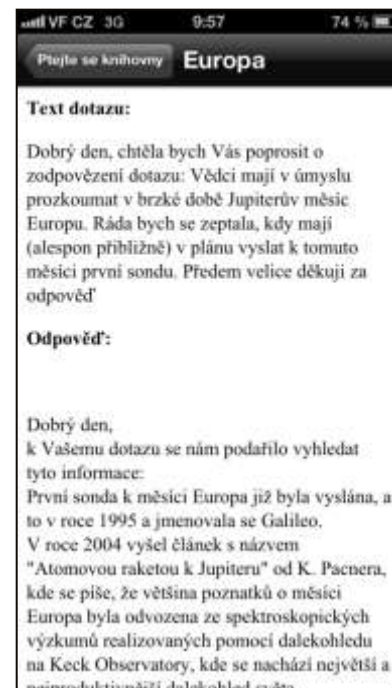 VF CZ 3G 9:57 74 %
Ptejte se knihovny Europa
Text dotazu:
Dobrý den, chtěla bych Vás poprosit o
zodpovězení dotazu: Vědci mají v úmyslu
prozkoumat v brzké době Jupiterův měsíc
Europu. Ráda bych se zeptala, kdy mají
(alespon přibližně) v plánu vyslat k tomuto
měsíci první sondu. Předem velice děkuji za
odpověď
Odpověď:
Dobrý den,
k Vašemu dotazu se nám podařilo vyhledat
tyto informace:
První sonda k měsíci Europa již byla vyslána, a
to v roce 1995 a jmenovala se Galileo.
V roce 2004 vyšel článek s názvem
"Atomovou raketou k Jupiteru" od K. Pacnera,
kde se píše, že většina poznatků o měsíci
Europa byla odvozena ze spektroskopických
výzkumů realizovaných pomocí dalekohledu
na Keck Observatory, kde se nachází největší a
nejproduktivnější dalekohled světa